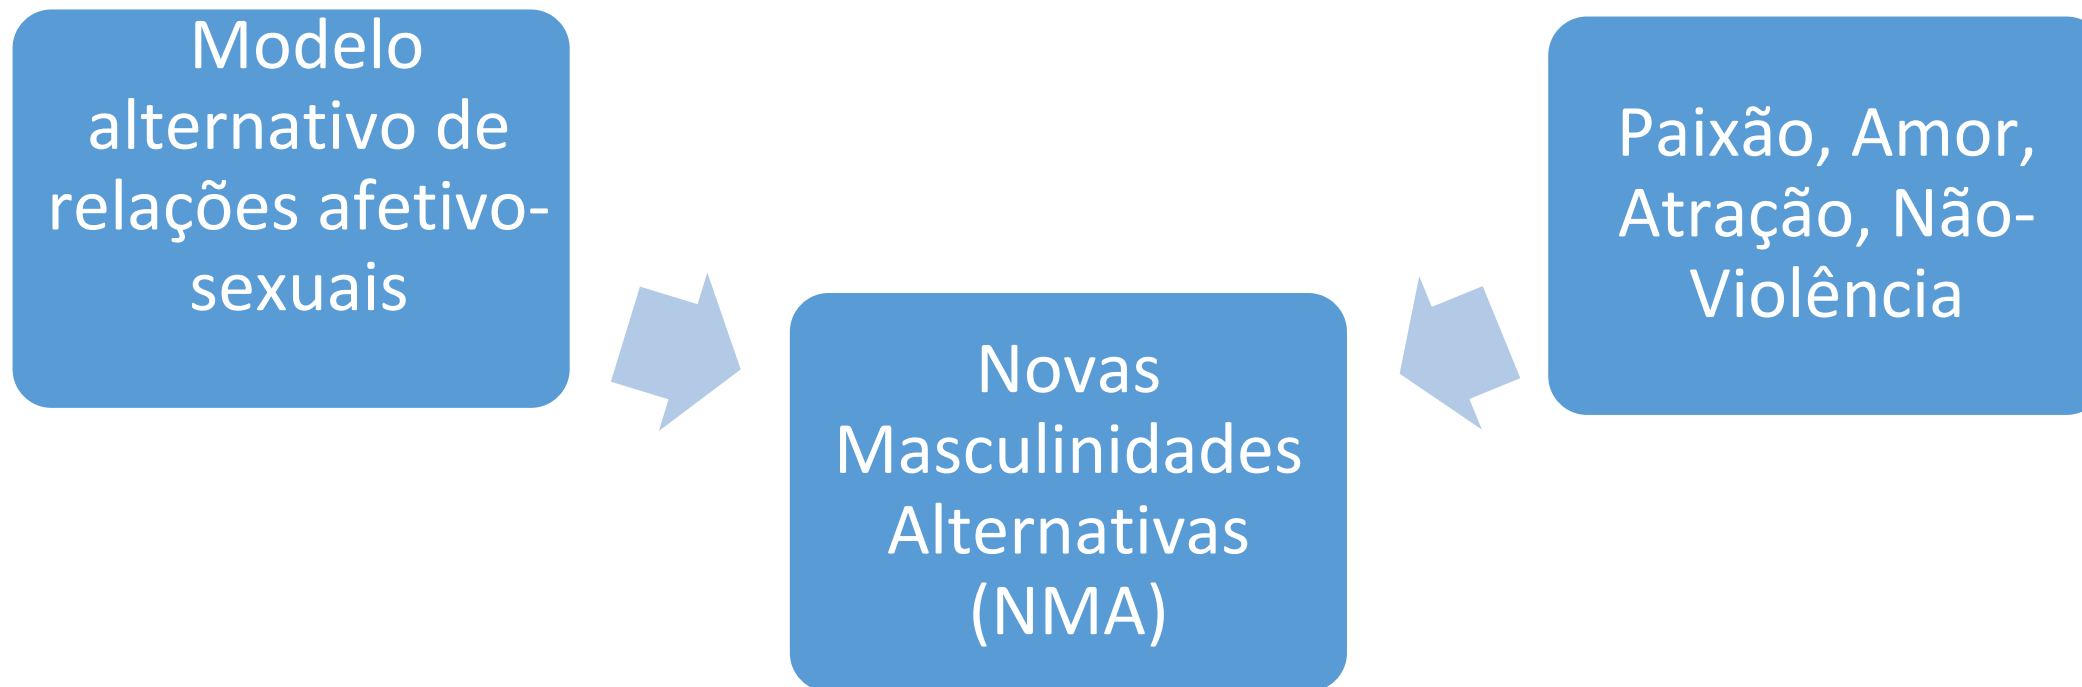 Modelo
alternativo de
relações afetivo-
sexuais
Novas
Masculinidades
Alternativas
(NMA)
Paixão, Amor,
Atração, Não-
Violência